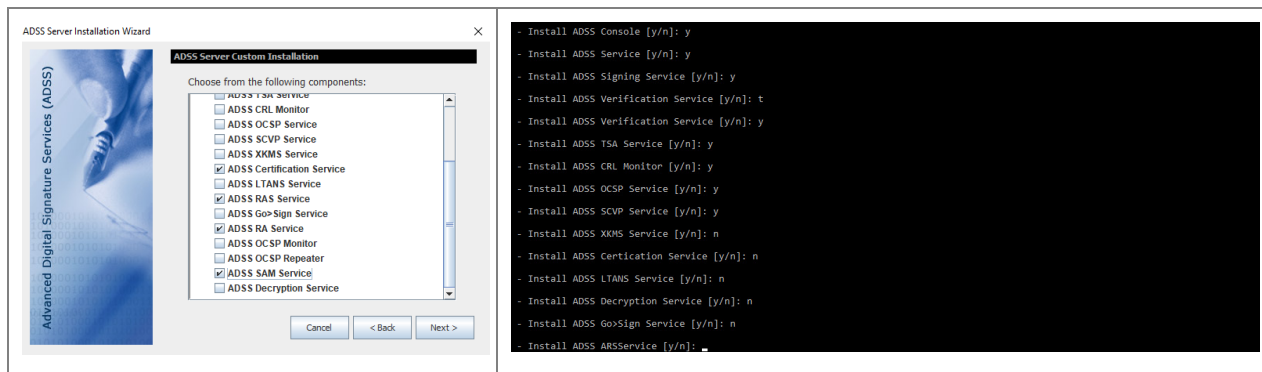 ADSS Server Installation Wizard
Advanced Digital Signature Services (ADSS)
ADSS Server Custom Installation
Choose from the following components:
ADSS TSA Service
ADSS CRL Monitor
ADSS OCSP Service
ADSS SCVP Service
ADSS XKMS Service
ADSS Certification Service
ADSS LTANS Service
ADSS RAS Service
ADSS Go>Sign Service
ADSS RA Service
ADSS OCSP Monitor
ADSS OCSP Repeater
ADSS SAM Service
ADSS Decryption Service
Cancel < Back Next >
- Install ADSS Console [y/n]: y
- Install ADSS Service [y/n]: y
- Install ADSS Signing Service [y/n]: y
- Install ADSS Verification Service [y/n]: t
- Install ADSS Verification Service [y/n]: y
- Install ADSS TSA Service [y/n]: y
- Install ADSS CRL Monitor [y/n]: y
- Install ADSS OCSP Service [y/n]: y
- Install ADSS SCVP Service [y/n]: y
- Install ADSS XKMS Service [y/n]: n
- Install ADSS Certication Service [y/n]: n
- Install ADSS LTANS Service [y/n]: n
- Install ADSS Decryption Service [y/n]: n
- Install ADSS Go>Sign Service [y/n]: n
- Install ADSS ARSService [y/n]: _